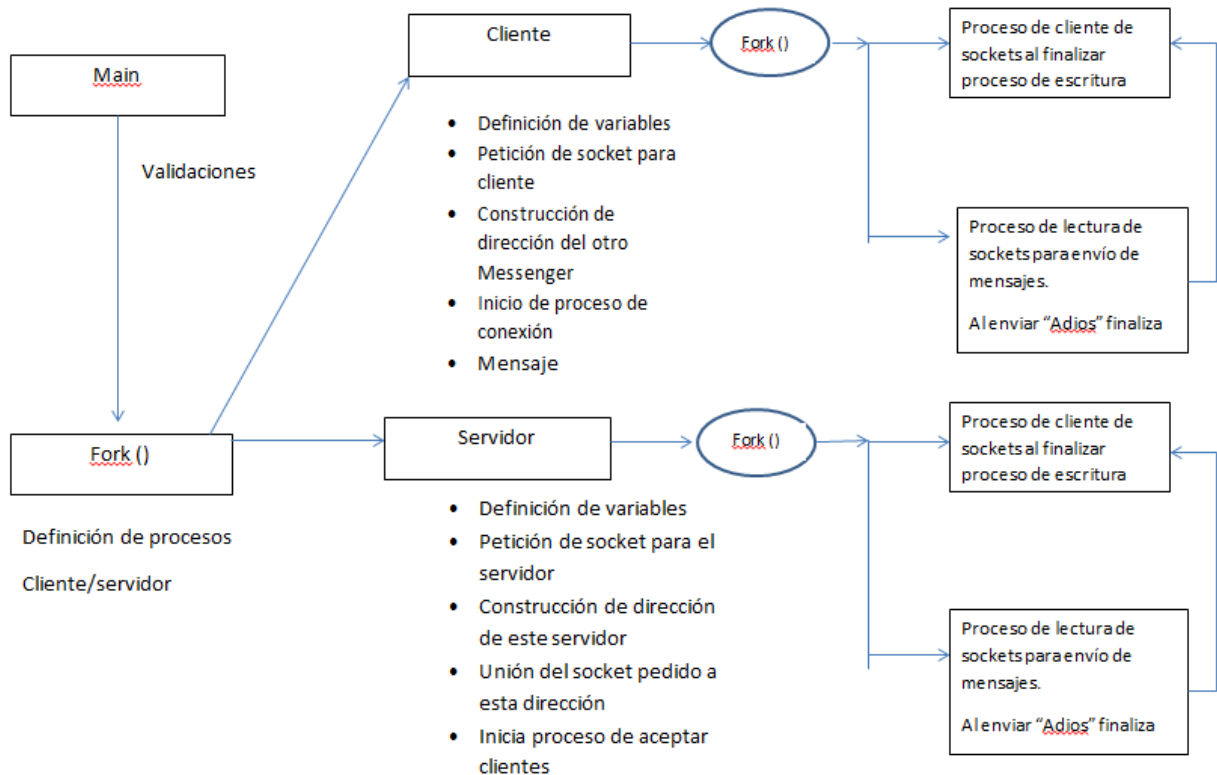 Main
Validaciones
Fork ()
Definición de procesos
Cliente/servidor
Cliente
• Definición de variables
• Petición de socket para
cliente
• Construcción de
dirección del otro
Messenger
• Inicio de proceso de
conexión
• Mensaje
Fork ()
Proceso de cliente de
sockets al finalizar
proceso de escritura
Proceso de lectura de
sockets para envío de
mensajes.
Al enviar “Adios” finaliza
Servidor
• Definición de variables
• Petición de socket para el
servidor
• Construcción de dirección
de este servidor
• Unión del socket pedido a
esta dirección
• Inicia proceso de aceptar
clientes
Fork ()
Proceso de cliente de
sockets al finalizar
proceso de escritura
Proceso de lectura de
sockets para envío de
mensajes.
Al enviar “Adios” finaliza